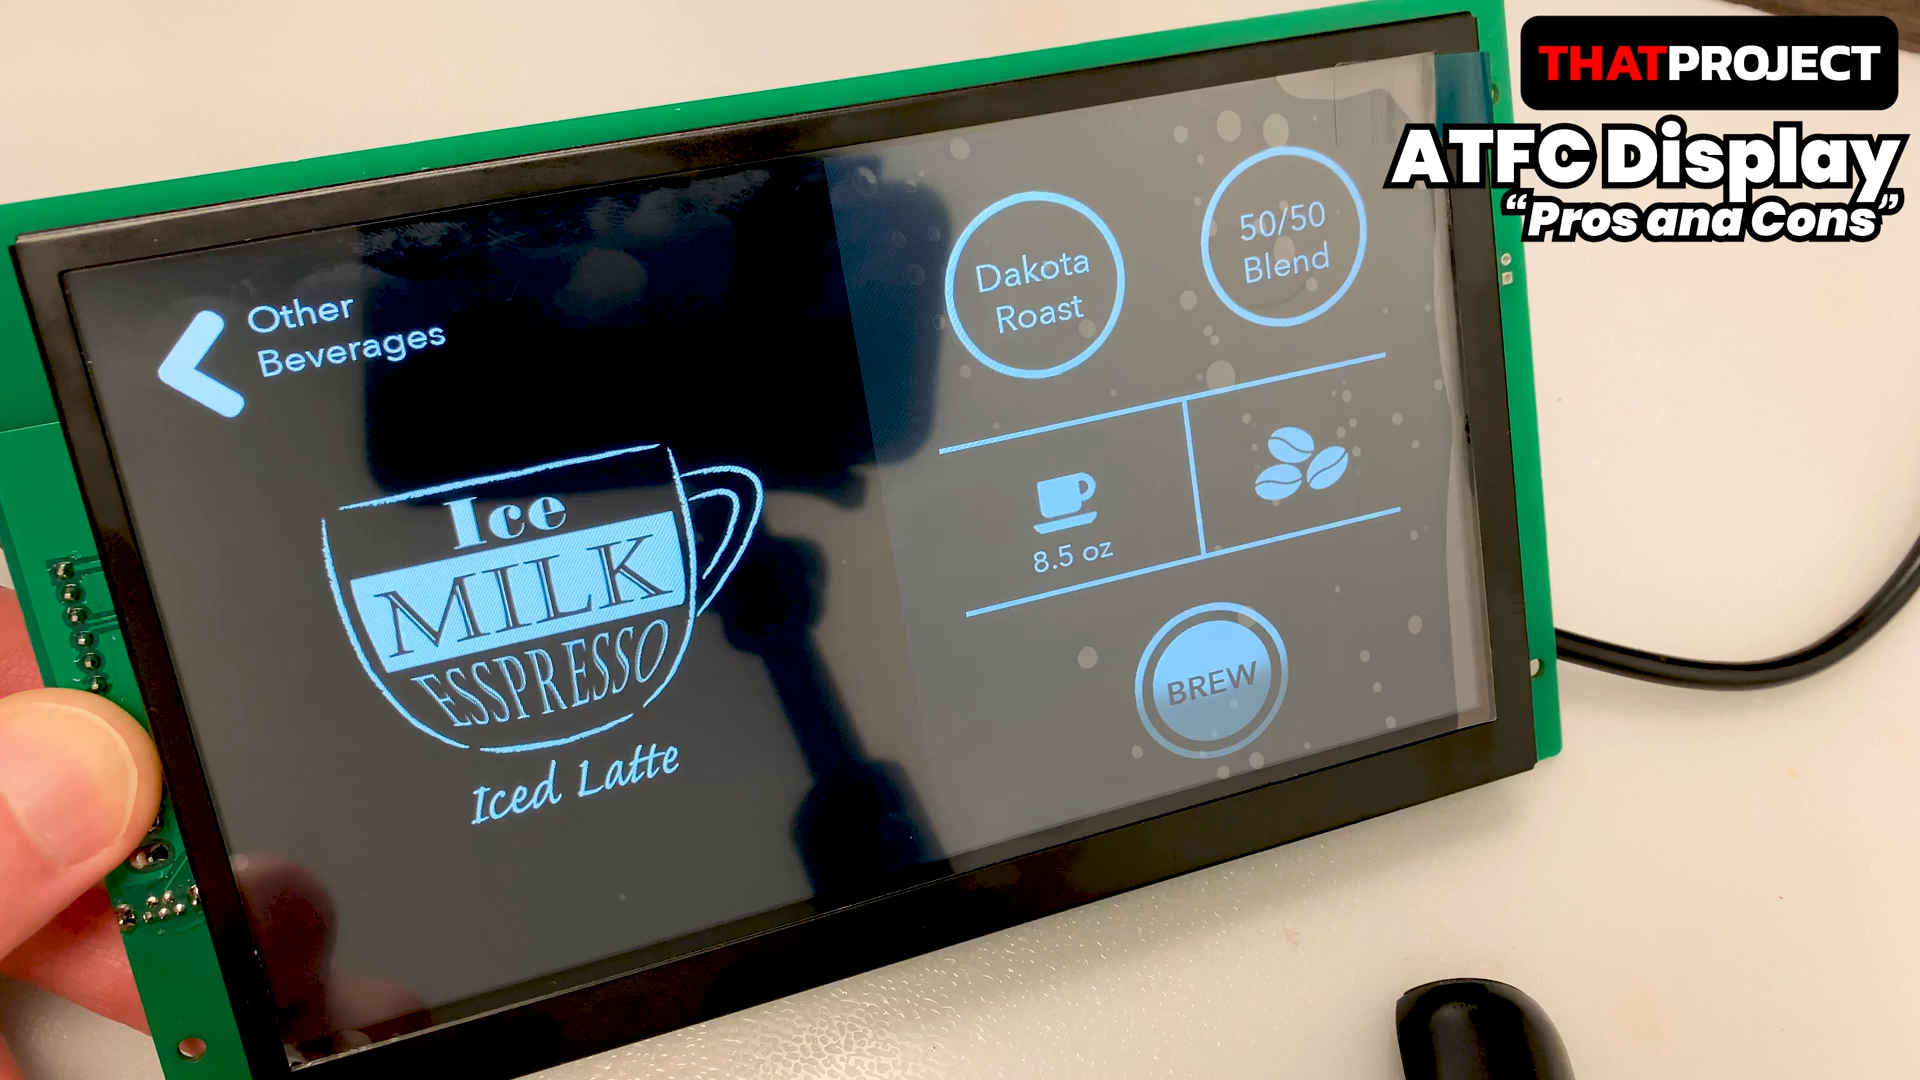 THATPROJECT
ATFC Display
“Pros and Cons”
Other
Beverages
Ice
MILK
ESSPRESSO
Iced Latte
Dakota
Roast
50/50
Blend
8.5 oz
BREW